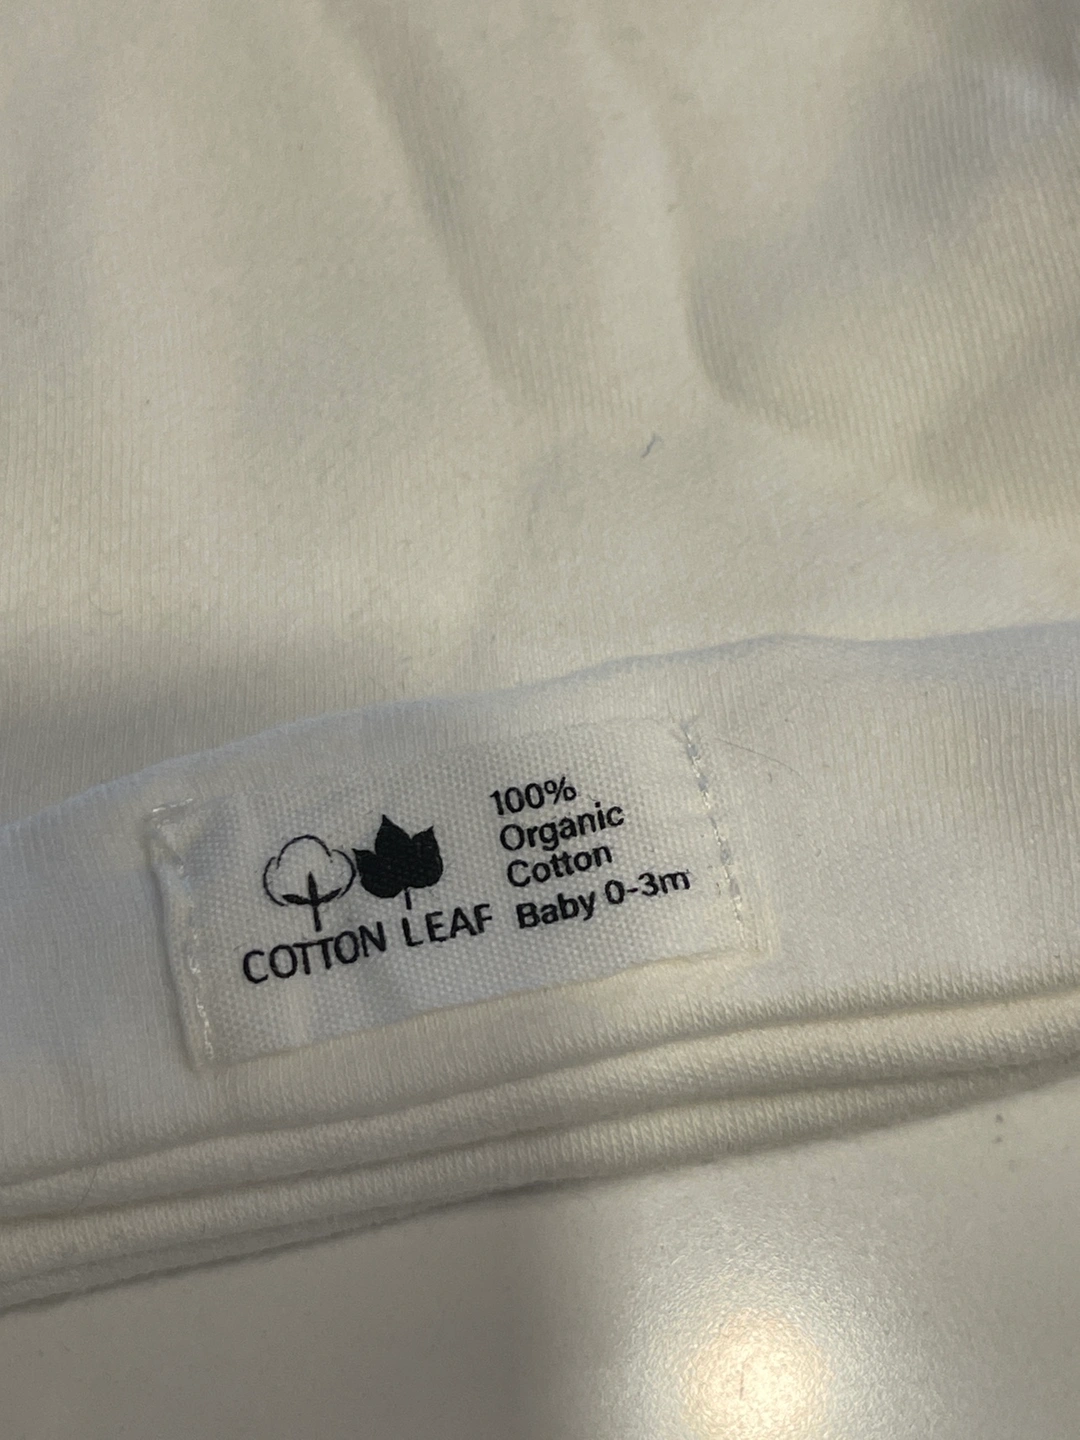 100%
Organic
Cotton
Baby 0-3m
COTTON LEAF